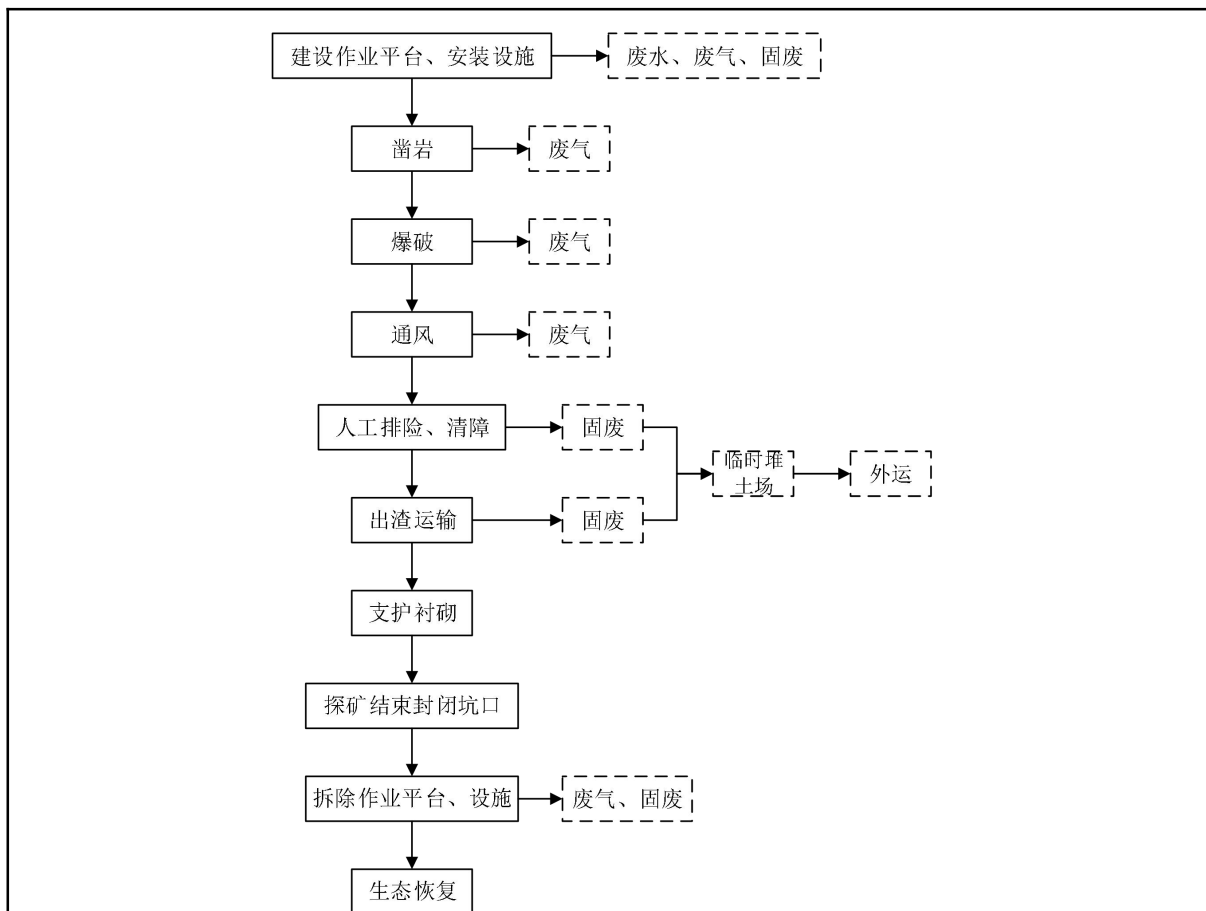 建设作业平台、安装设施
废水、废气、固废
凿岩
废气
爆破
废气
通风
废气
人工排险、清障
固废
临时堆
土场
外运
出渣运输
固废
支护衬砌
探矿结束封闭坑口
拆除作业平台、设施
废气、固废
生态恢复